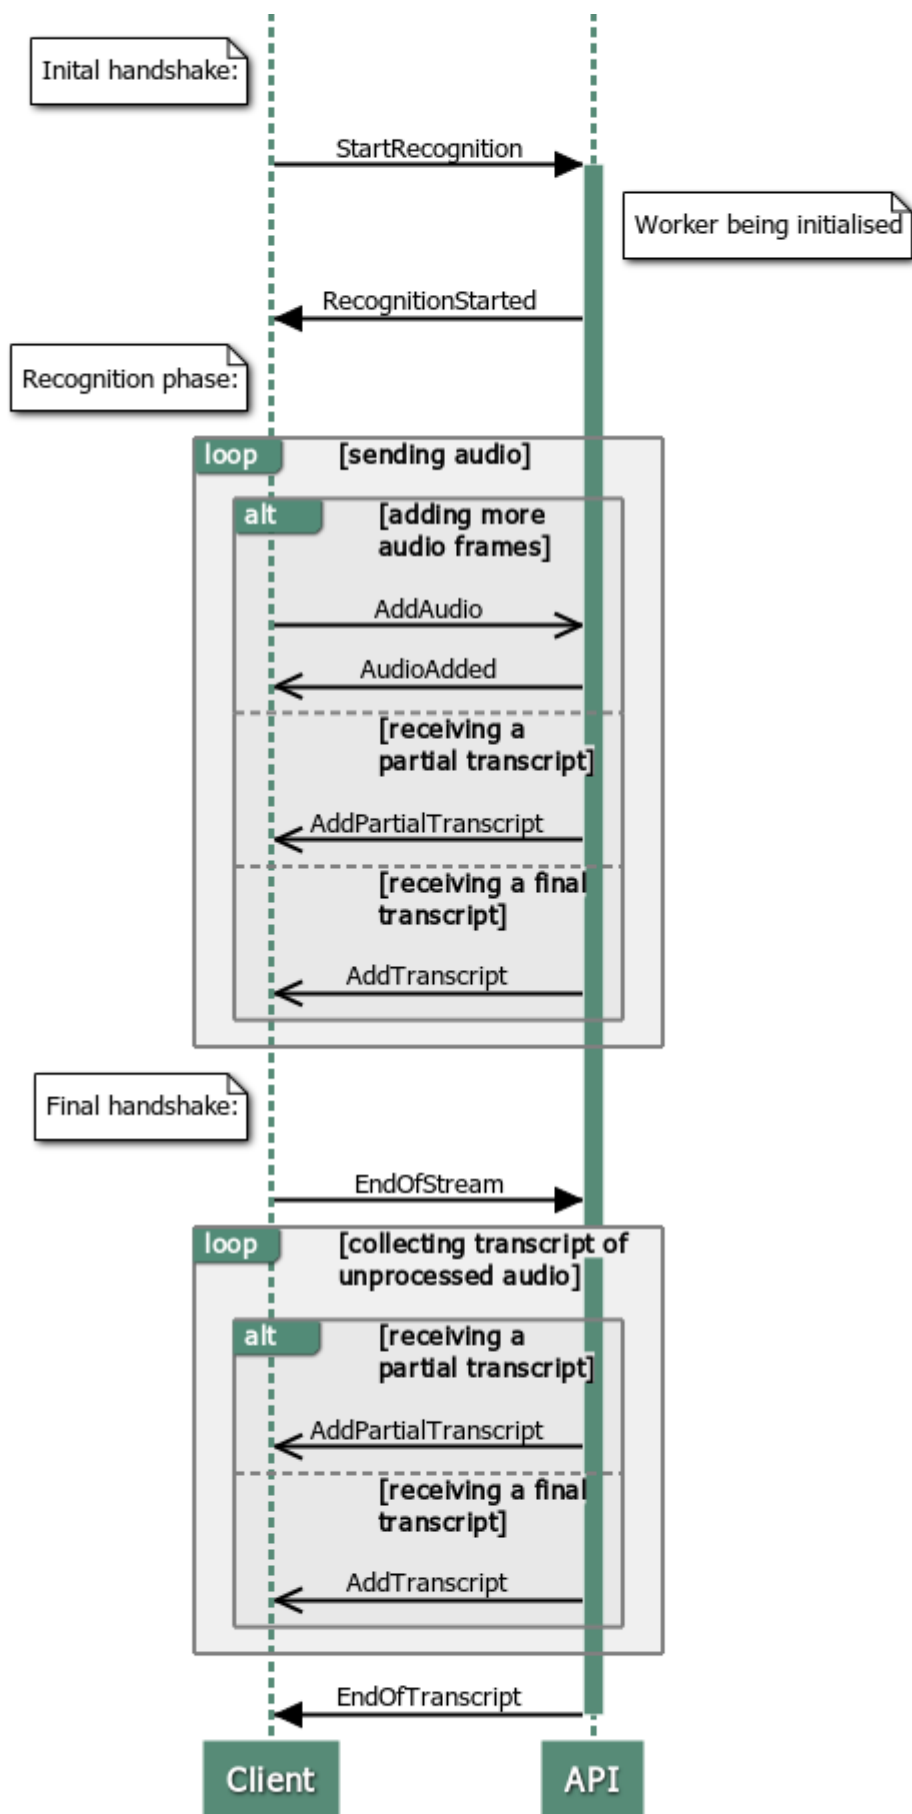 Inital handshake:
StartRecognition
Worker being initialised
RecognitionStarted
Recognition phase:
loop
[sending audio]
alt
[adding more
audio frames]
AddAudio
AudioAdded
[receiving a
partial transcript]
AddPartialTranscript
[receiving a final
transcript]
AddTranscript
Final handshake:
EndOfStream
loop
[collecting transcript of
unprocessed audio]
alt
[receiving a
partial transcript]
AddPartialTranscript
[receiving a final
transcript]
AddTranscript
EndOfTranscript
Client
API